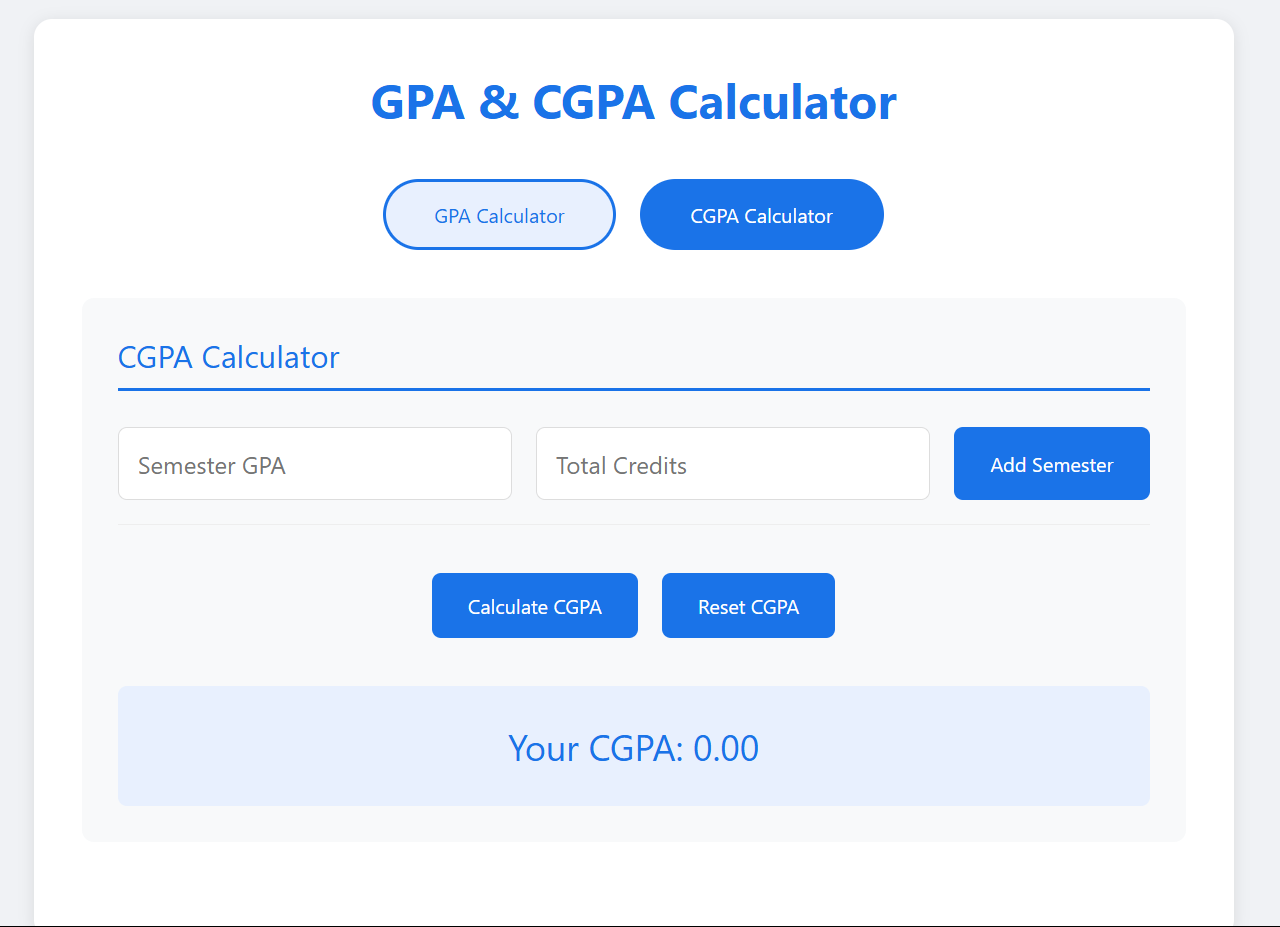 GPA & CGPA Calculator
GPA Calculator CGPA Calculator
CGPA Calculator
Semester GPA Total Credits Add Semester
Calculate CGPA Reset CGPA
Your CGPA: 0.00